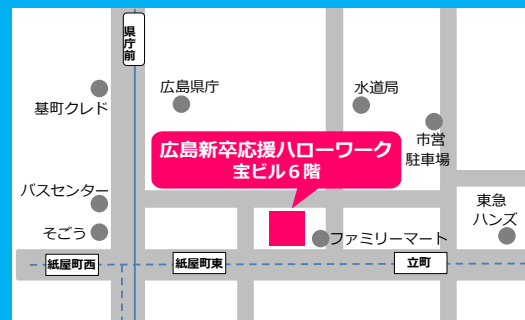 県庁前
基町クレド
広島県庁
水道局
市営
駐車場
広島新卒応援ハローワーク
宝ビル６階
バスセンター
そごう
ファミリーマート
東急
ハンズ
紙屋町西
紙屋町東
立町